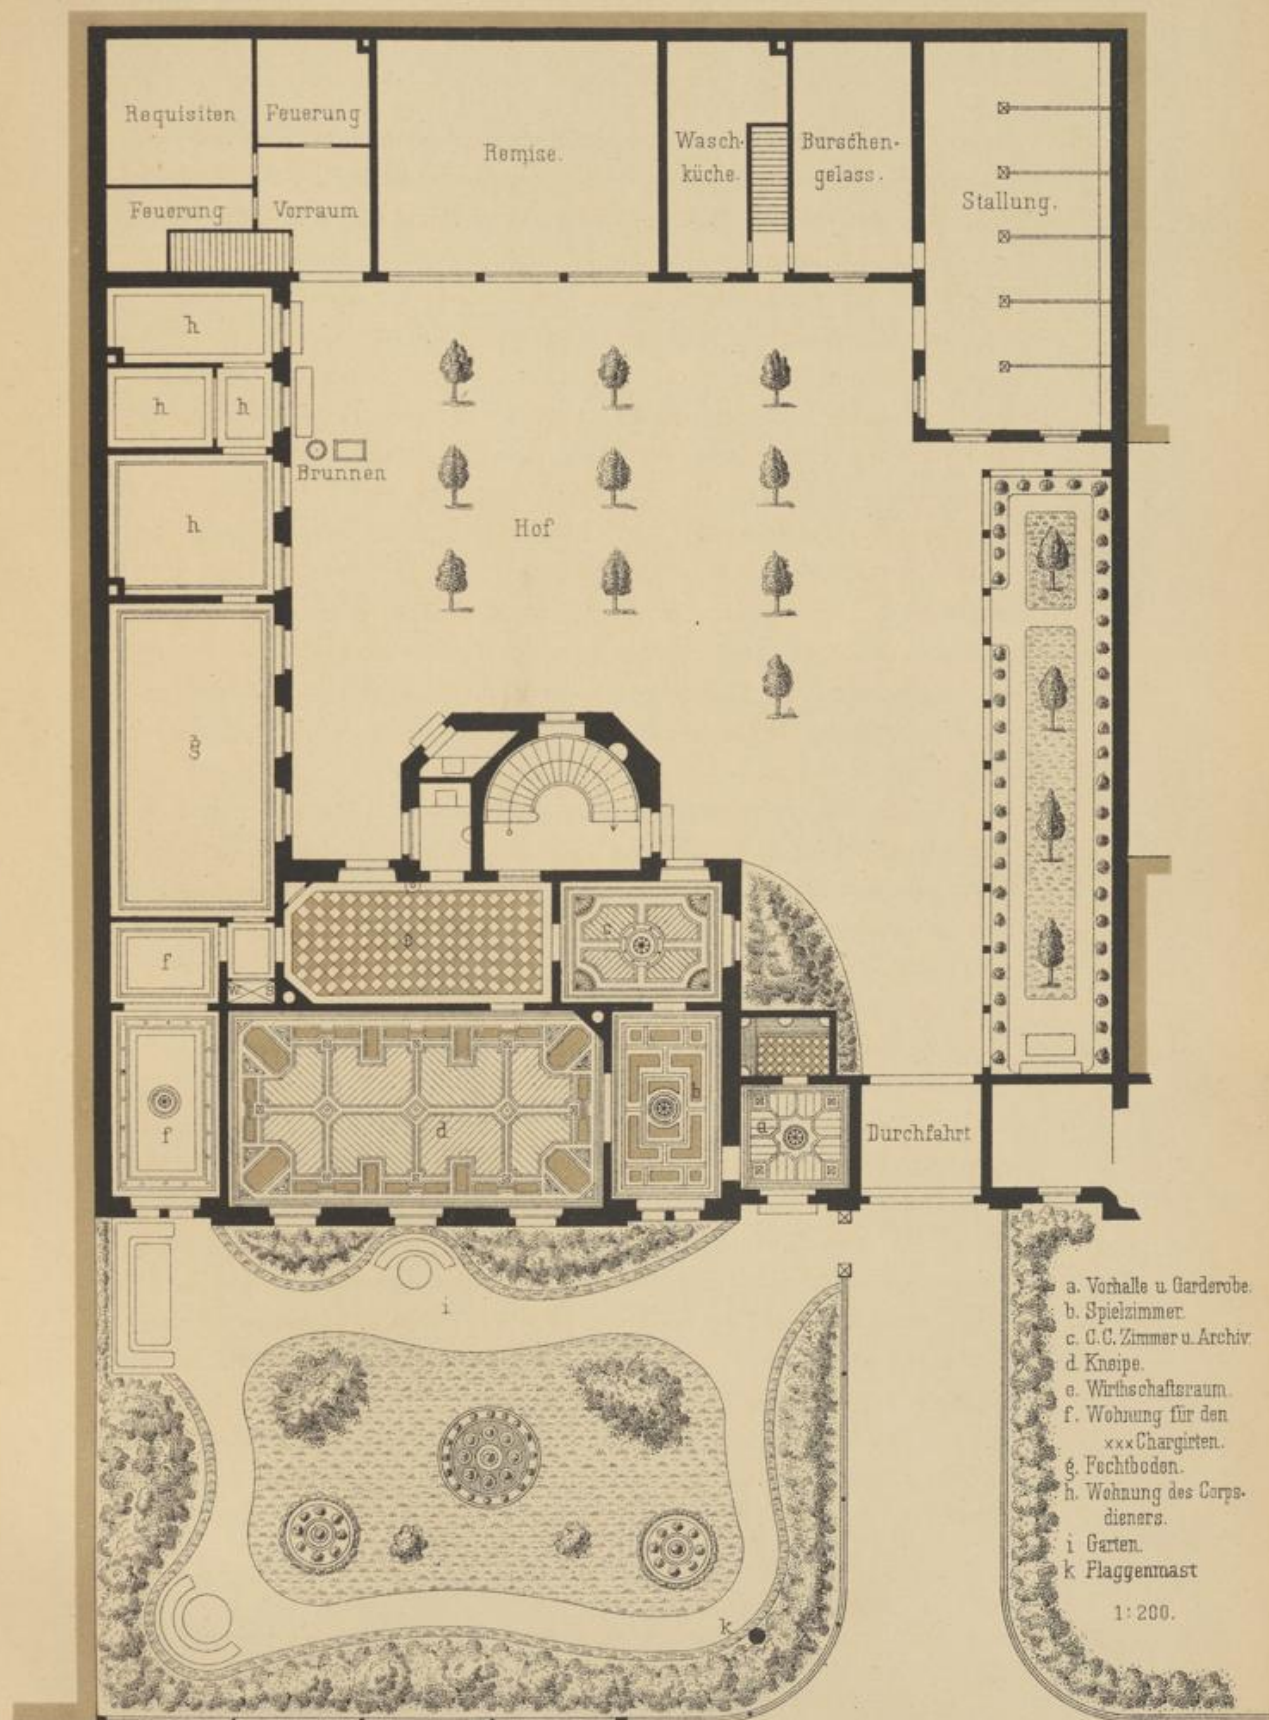 Requisiten
Feuerung
Remise.
Wasch-
küche.
Burschen-
gelass.
Stallung.
Feuerung
Vorraum
h
h
h
Brunnen
h
Hof
g
e
c
f
W S
f
d
b
a
Durchfahrt
i
k
a. Vorhalle u. Garderobe.
b. Spielzimmer.
c. C.C. Zimmer u. Archiv.
d. Kneipe.
e. Wirthschaftsraum.
f. Wohnung für den
xxx Chargirten.
g. Fechtboden.
h. Wohnung des Corps-
dieners.
i Garten.
k Flaggenmast
1:200.